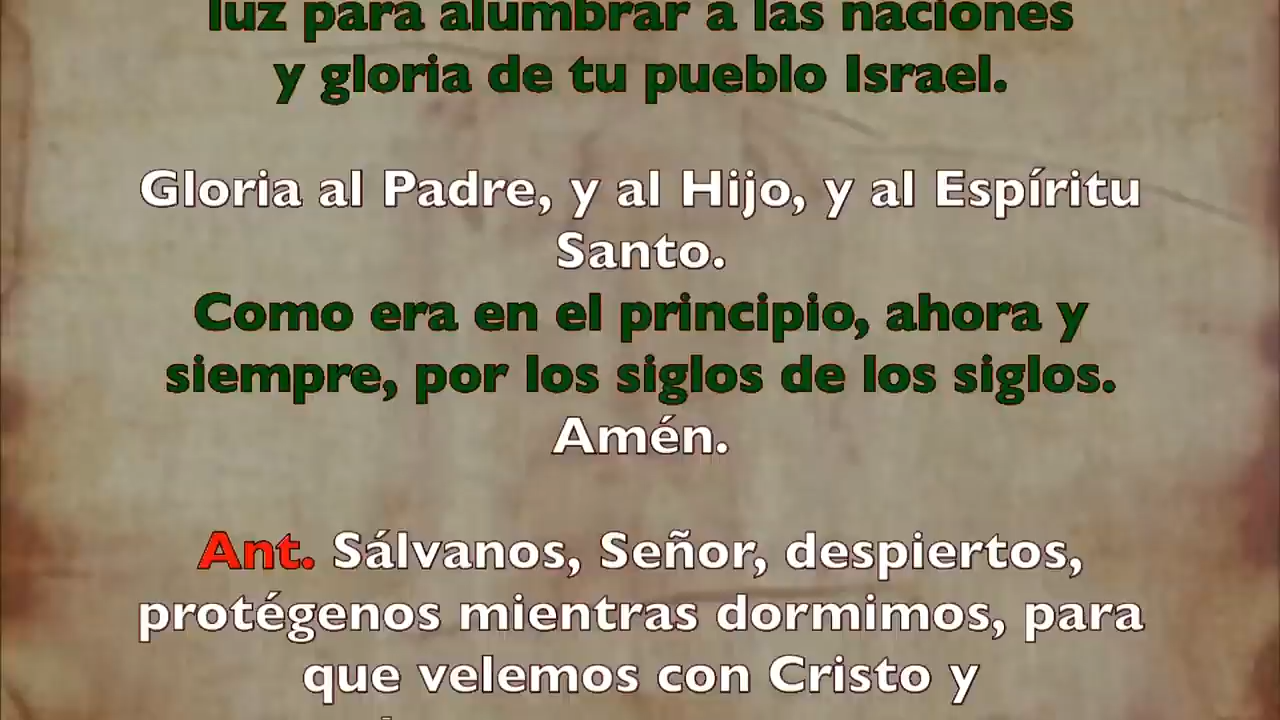 luz para alumbrar a las naciones
y gloria de tu pueblo Israel.
Gloria al Padre, y al Hijo, y al Espíritu
Santo.
Como era en el principio, ahora y
siempre, por los siglos de los siglos.
Amén.
Ant. Sálvanos, Señor, despiertos,
protégenos mientras dormimos, para
que velemos con Cristo y